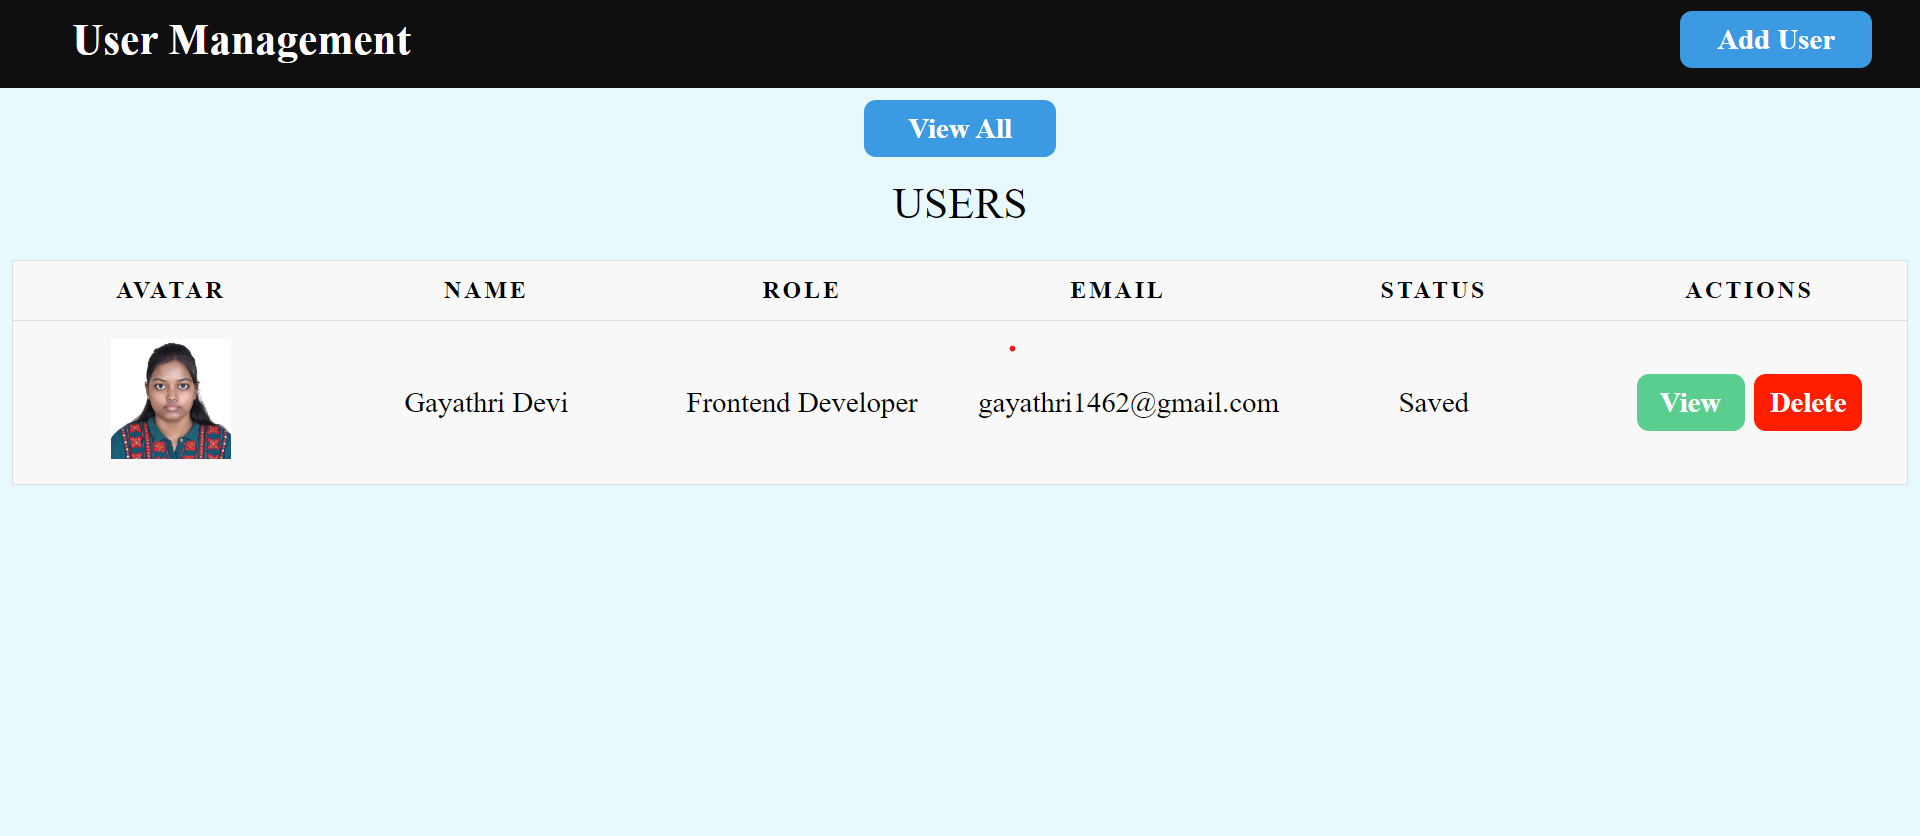 User Management
Add User
View All
USERS
AVATAR NAME ROLE EMAIL STATUS ACTIONS
Gayathri Devi Frontend Developer gayathri1462@gmail.com Saved View Delete